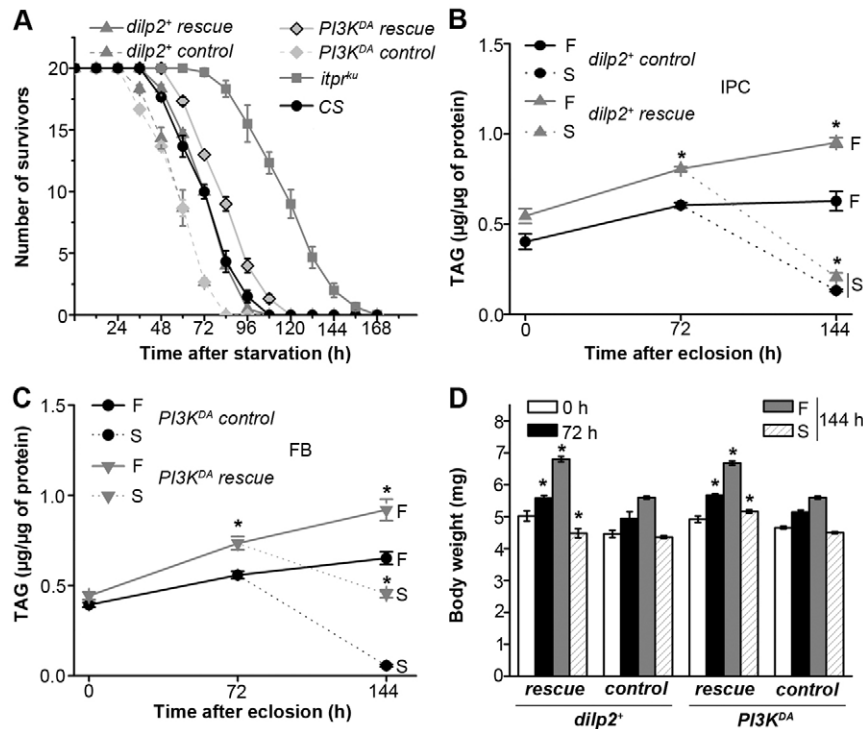 A
dilp2+ rescue
dilp2+ control
PI3KDA rescue
PI3KDA control
itprku
CS
Number of survivors
20
15
10
5
0
24 48 72 96 120 144 168
Time after starvation (h)
B
F
S
dilp2+ control
F
S
dilp2+ rescue
IPC
TAG (µg/µg of protein)
1.5
1.0
0.5
0.0
* * *
F
F
S
0 72 144
Time after eclosion (h)
C
F
S
PI3KDA control
F
S
PI3KDA rescue
FB
TAG (µg/µg of protein)
1.5
1.0
0.5
0.0
* * *
F
F
S
S
0 72 144
Time after eclosion (h)
D
0 h
72 h
F
S
144 h
Body weight (mg)
8
7
6
5
4
3
2
1
0
* * * * * *
rescue control rescue control
dilp2+ PI3KDA